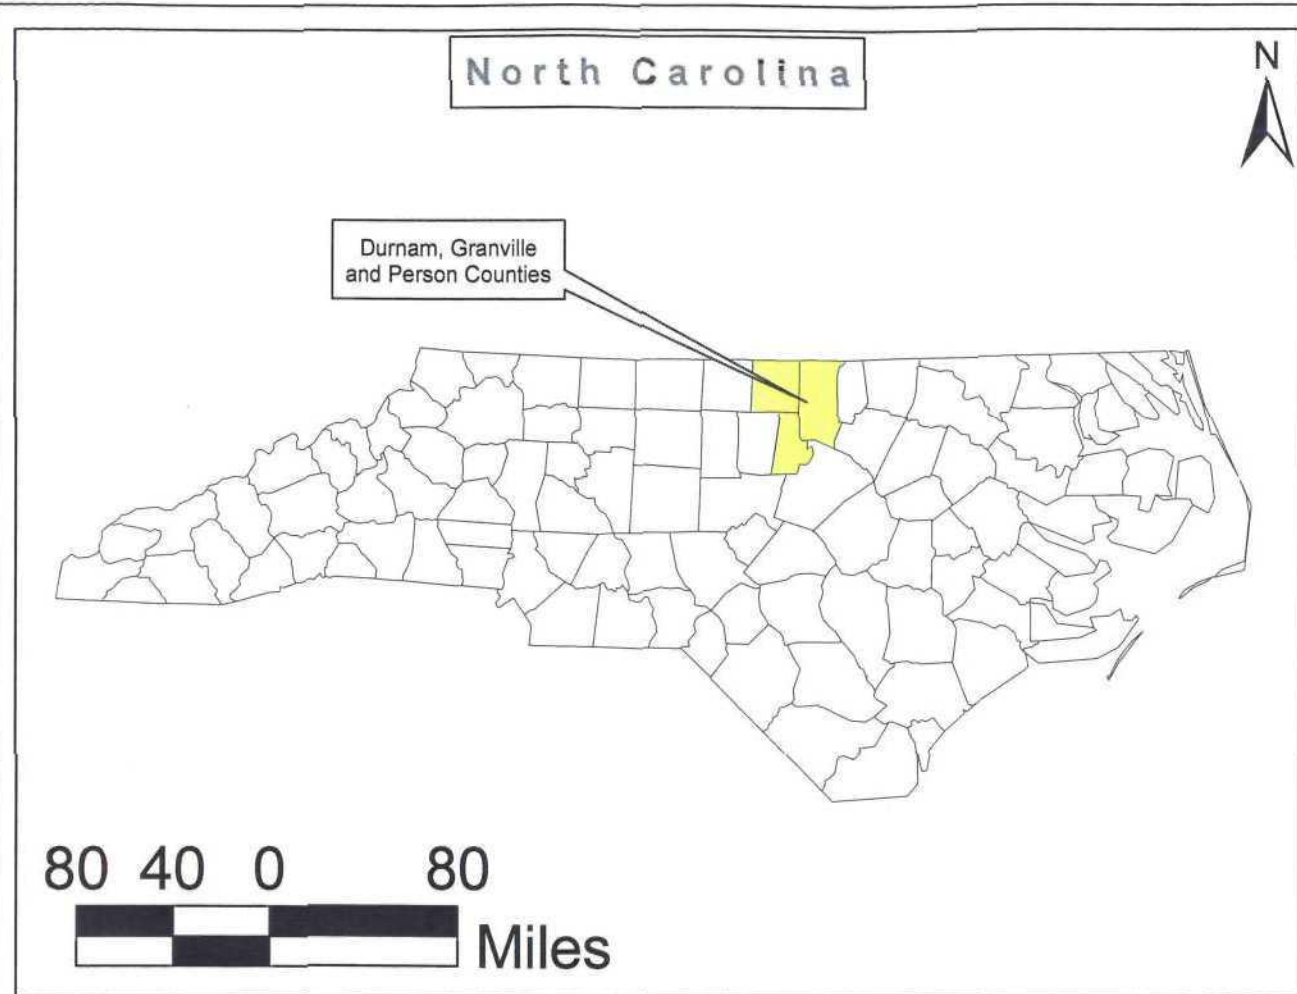 North Carolina
N
Durnam, Granville
and Person Counties
80 40 0 80
Miles